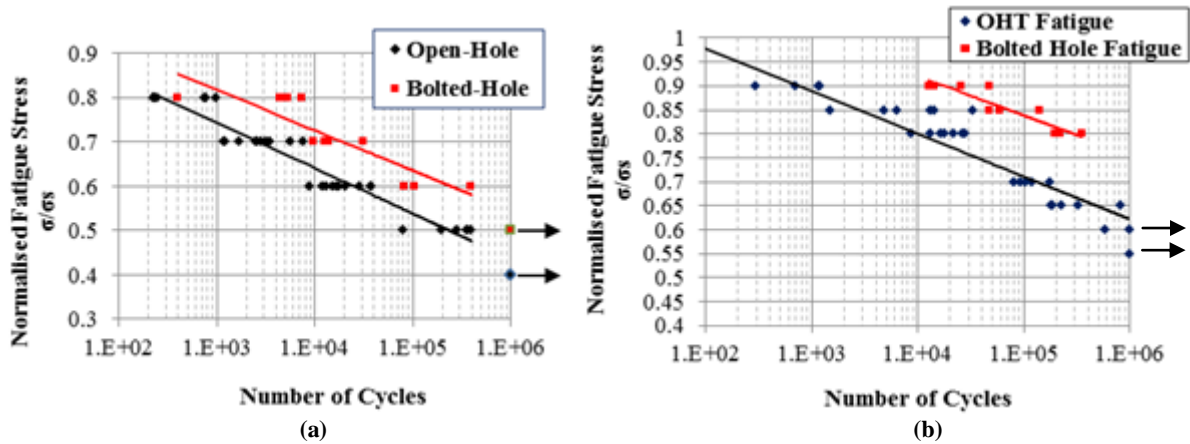 Open-Hole
Bolted-Hole
Normalised Fatigue Stress
σ/σs
0.9
0.8
0.7
0.6
0.5
0.4
0.3
1.E+02 1.E+03 1.E+04 1.E+05 1.E+06
Number of Cycles
(a)
OHT Fatigue
Bolted Hole Fatigue
Normalised Fatigue Stress
σ/σs
1
0.95
0.9
0.85
0.8
0.75
0.7
0.65
0.6
0.55
0.5
0.45
0.4
1.E+02 1.E+03 1.E+04 1.E+05 1.E+06
Number of Cycles
(b)